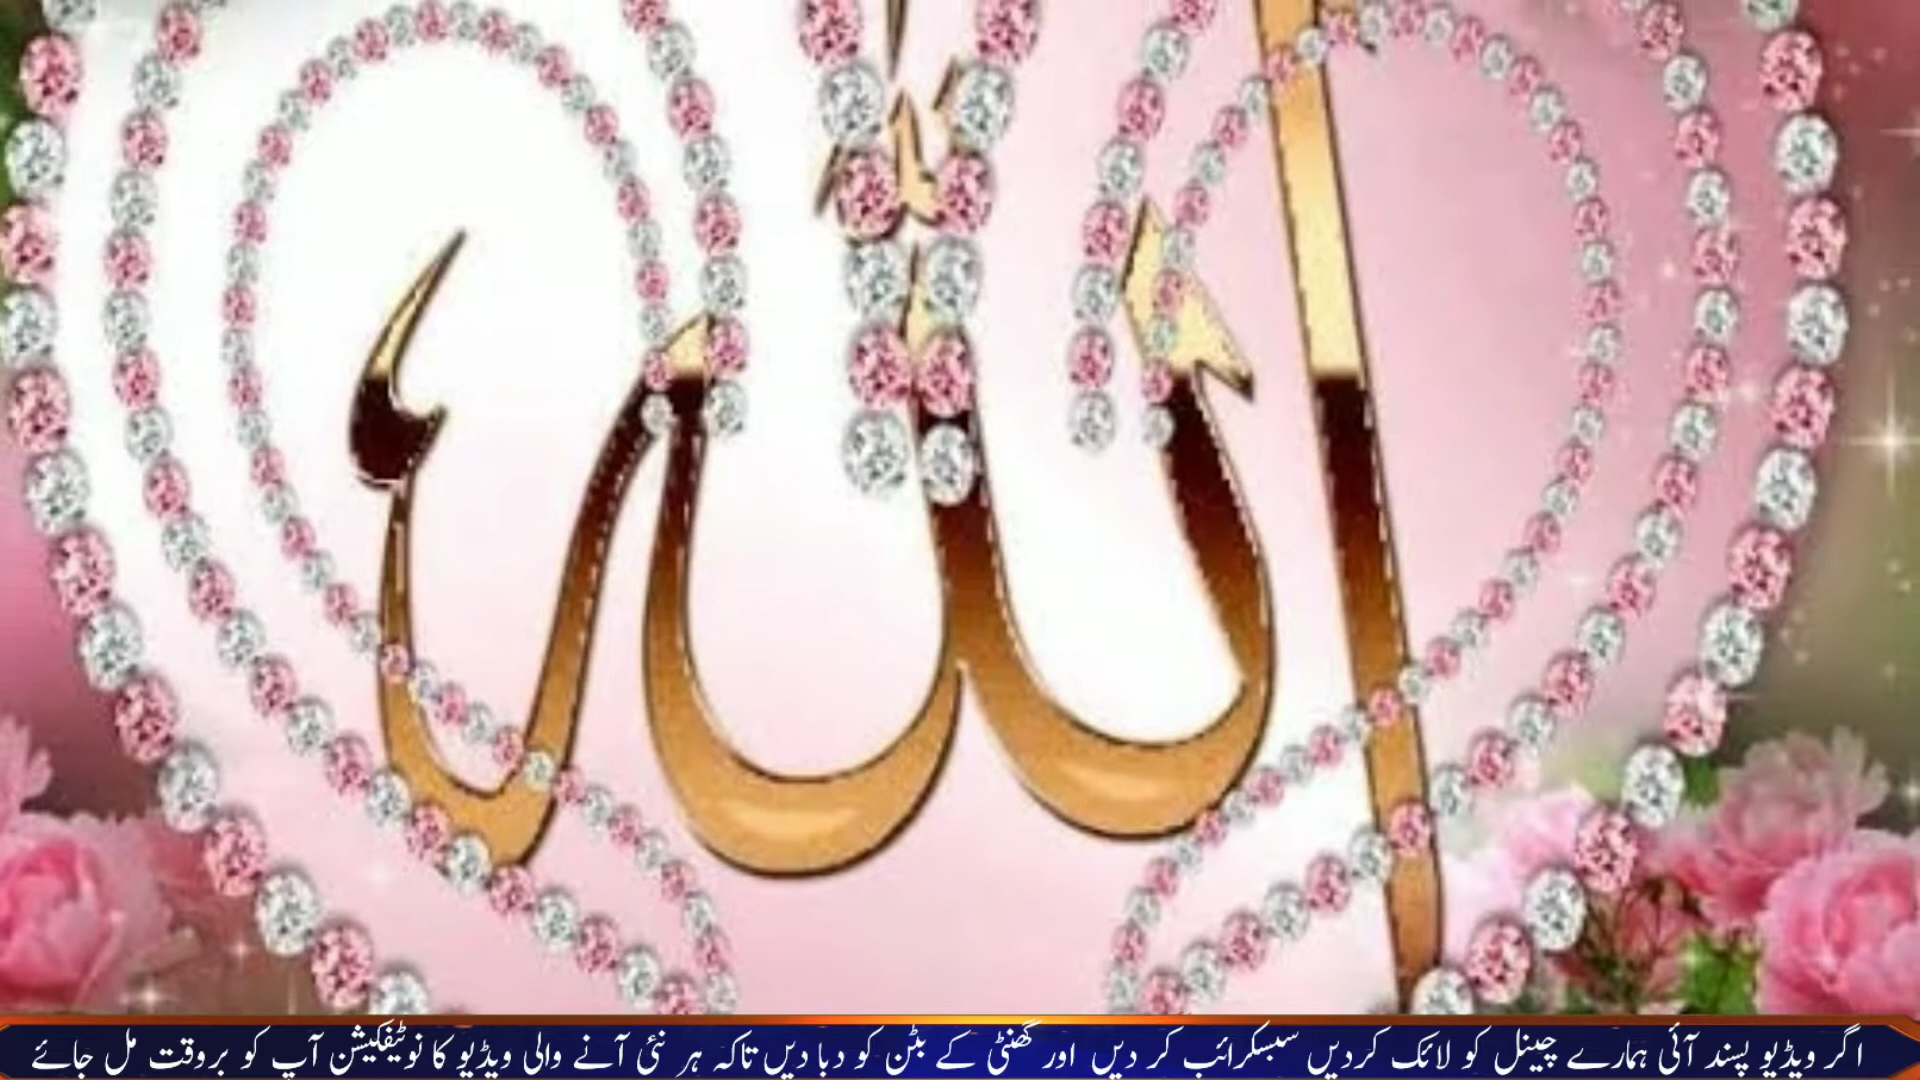 الله
اگر ویڈیو پسند آئی ہمارے چینل کو لائک کردیں سبسکرائب کر دیں اور گھنٹی کے بٹن کو دبا دیں تاکہ ہر نئی آنے والی ویڈیو کا نوٹیفکیشن آپ کو بروقت مل جائے